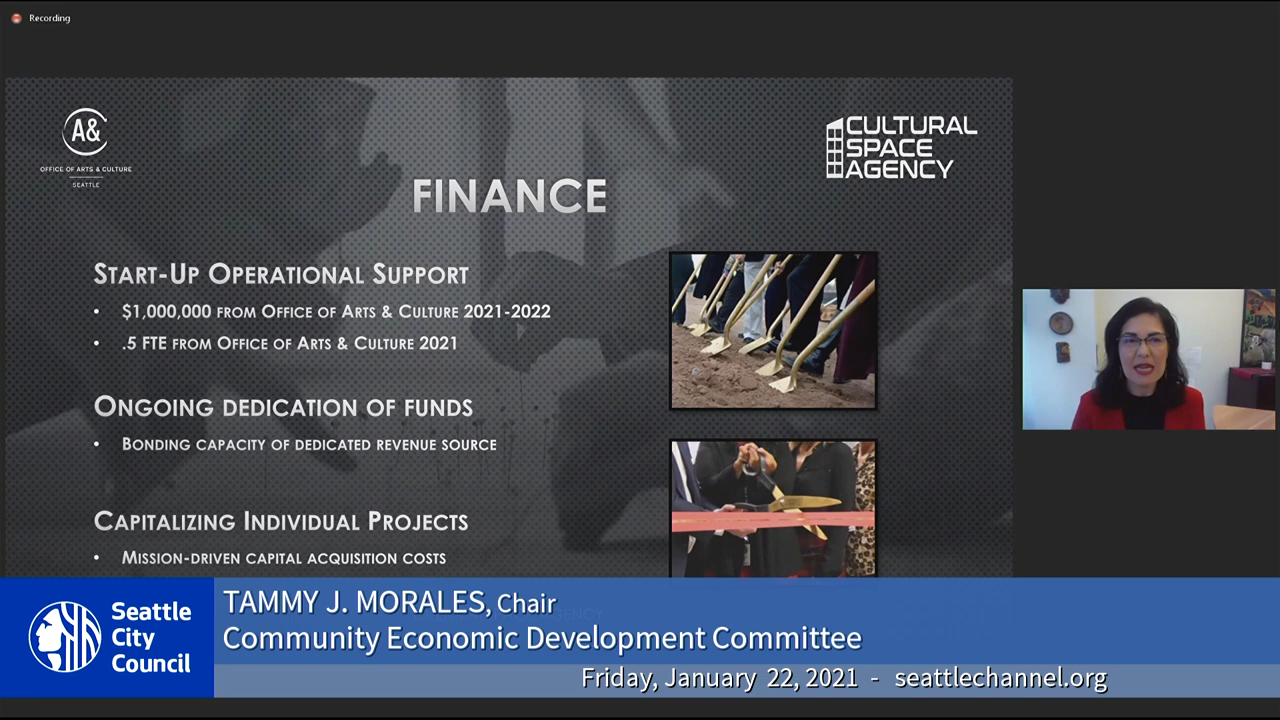 Recording
A&
OFFICE OF ARTS & CULTURE
SEATTLE
CULTURAL
SPACE
AGENCY
FINANCE
START-UP OPERATIONAL SUPPORT
• $1,000,000 FROM OFFICE OF ARTS & CULTURE 2021-2022
• .5 FTE FROM OFFICE OF ARTS & CULTURE 2021
ONGOING DEDICATION OF FUNDS
• BONDING CAPACITY OF DEDICATED REVENUE SOURCE
CAPITALIZING INDIVIDUAL PROJECTS
• MISSION-DRIVEN CAPITAL ACQUISITION COSTS
Seattle
City
Council
TAMMY J. MORALES, Chair
Community Economic Development Committee
Friday, January 22, 2021 - seattlechannel.org